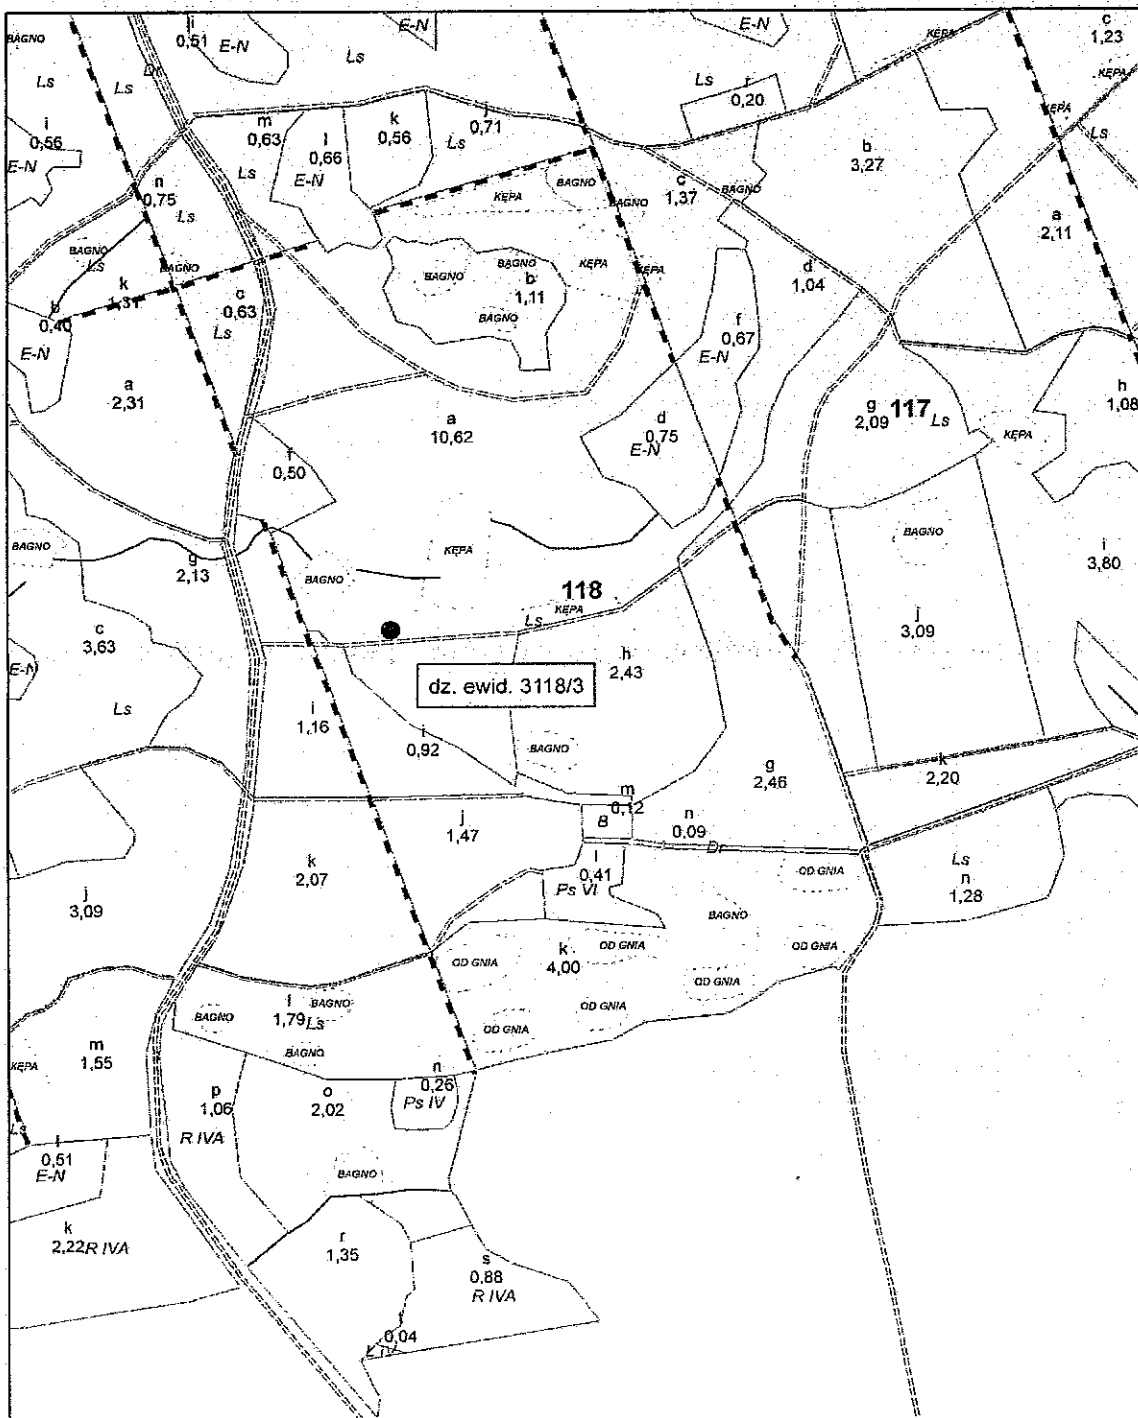 i
0,51
E-N
E-N
E-N
c
1,23
BAGNO
Ls
Ls
Dr
Ls
Ls
r
0,20
KĘPA
KĘPA
KĘPA
Ls
i
0,56
E-N
m
0,63
k
0,56
j
0,71
Ls
l
0,66
E-N
Ls
b
3,27
n
0,75
Ls
KĘPA
BAGNO
BAGNO
c
1,37
BAGNO
a
2,11
BAGNO
Ls
BAGNO
k
1,31
b
0,40
E-N
c
0,63
Ls
BAGNO
BAGNO
b
1,11
BAGNO
KĘPA
KĘPA
d
1,04
f
0,67
E-N
a
2,31
a
10,62
d
0,75
E-N
g
2,09
117
Ls
KĘPA
h
1,08
f
0,50
BAGNO
g
2,13
BAGNO
KĘPA
118
KĘPA
Ls
BAGNO
i
3,80
c
3,63
E-N
Ls
j
3,09
h
2,43
dz. ewid. 3118/3
i
1,16
i
0,92
BAGNO
g
2,46
k
2,20
m
0,12
B
n
0,09
Dr
j
1,47
k
2,07
l
0,41
Ps VI
OD GNIA
Ls
n
1,28
j
3,09
BAGNO
k
4,00
OD GNIA
OD GNIA
OD GNIA
OD GNIA
OD GNIA
OD GNIA
l
1,79
Ls
BAGNO
BAGNO
BAGNO
m
1,55
KĘPA
Ls
n
0,26
Ps IV
o
2,02
p
1,06
R IVA
l
0,51
E-N
BAGNO
k
2,22
R IVA
r
1,35
s
0,88
R IVA
0,04